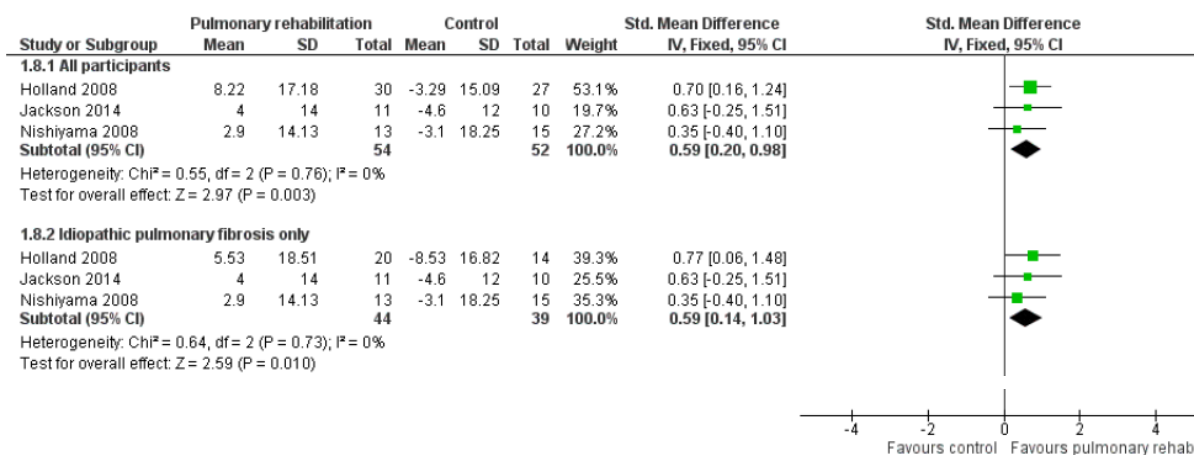 Pulmonary rehabilitation Control Std. Mean Difference Std. Mean Difference
Study or Subgroup Mean SD Total Mean SD Total Weight IV, Fixed, 95% CI IV, Fixed, 95% CI
1.8.1 All participants
Holland 2008 8.22 17.18 30 -3.29 15.09 27 53.1% 0.70 [0.16, 1.24]
Jackson 2014 4 14 11 -4.6 12 10 19.7% 0.63 [-0.25, 1.51]
Nishiyama 2008 2.9 14.13 13 -3.1 18.25 15 27.2% 0.35 [-0.40, 1.10]
Subtotal (95% CI) 54 52 100.0% 0.59 [0.20, 0.98]
Heterogeneity: Chi² = 0.55, df = 2 (P = 0.76); I² = 0%
Test for overall effect: Z = 2.97 (P = 0.003)
1.8.2 Idiopathic pulmonary fibrosis only
Holland 2008 5.53 18.51 20 -8.53 16.82 14 39.3% 0.77 [0.06, 1.48]
Jackson 2014 4 14 11 -4.6 12 10 25.5% 0.63 [-0.25, 1.51]
Nishiyama 2008 2.9 14.13 13 -3.1 18.25 15 35.3% 0.35 [-0.40, 1.10]
Subtotal (95% CI) 44 39 100.0% 0.59 [0.14, 1.03]
Heterogeneity: Chi² = 0.64, df = 2 (P = 0.73); I² = 0%
Test for overall effect: Z = 2.59 (P = 0.010)
-4 -2 0 2 4
Favours control Favours pulmonary rehab